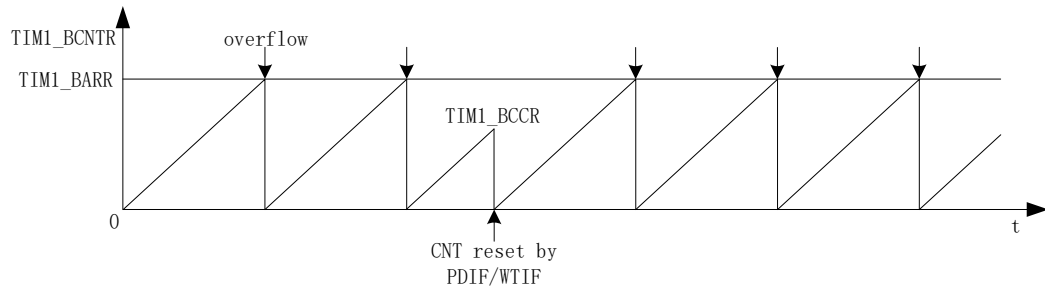 TIM1_BCNTR
overflow
TIM1_BARR
TIM1_BCCR
0
t
CNT reset by
PDIF/WTIF